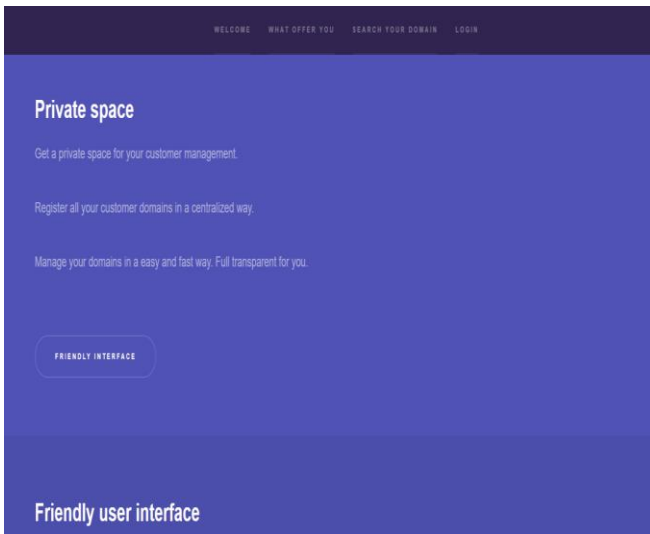 WELCOME WHAT OFFER YOU SEARCH YOUR DOMAIN LOGIN
Private space
Get a private space for your customer management.
Register all your customer domains in a centralized way.
Manage your domains in a easy and fast way. Full transparent for you.
FRIENDLY INTERFACE
Friendly user interface